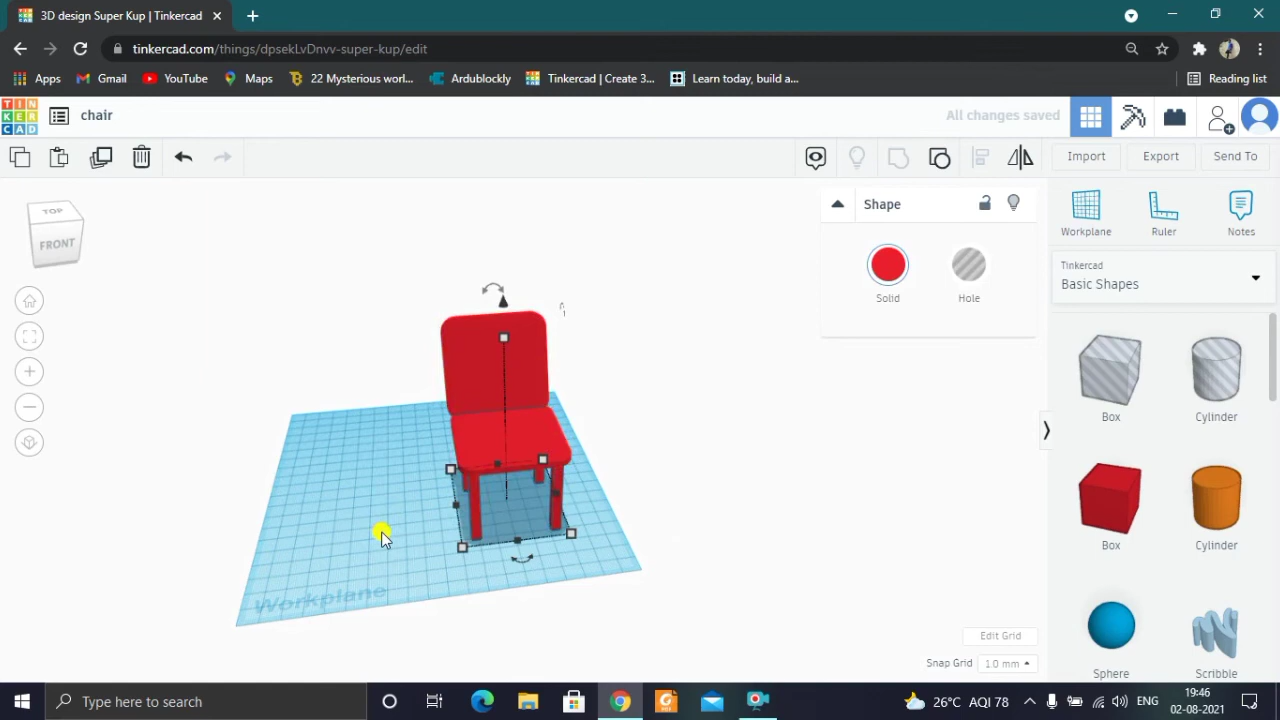 3D design Super Kup | Tinkercad
tinkercad.com/things/dpsekLvDnvv-super-kup/edit
Apps
Gmail
YouTube
Maps
22 Mysterious worl...
Ardublockly
Tinkercad | Create 3...
Learn today, build a...
Reading list
TIN
KER
CAD
chair
All changes saved
Import
Export
Send To
TOP
FRONT
Shape
Solid
Hole
Workplane
Ruler
Notes
Tinkercad
Basic Shapes
Box
Cylinder
Box
Cylinder
Sphere
Scribble
Workplane
Edit Grid
Snap Grid
1.0 mm
Type here to search
26°C AQI 78
ENG
19:46
02-08-2021